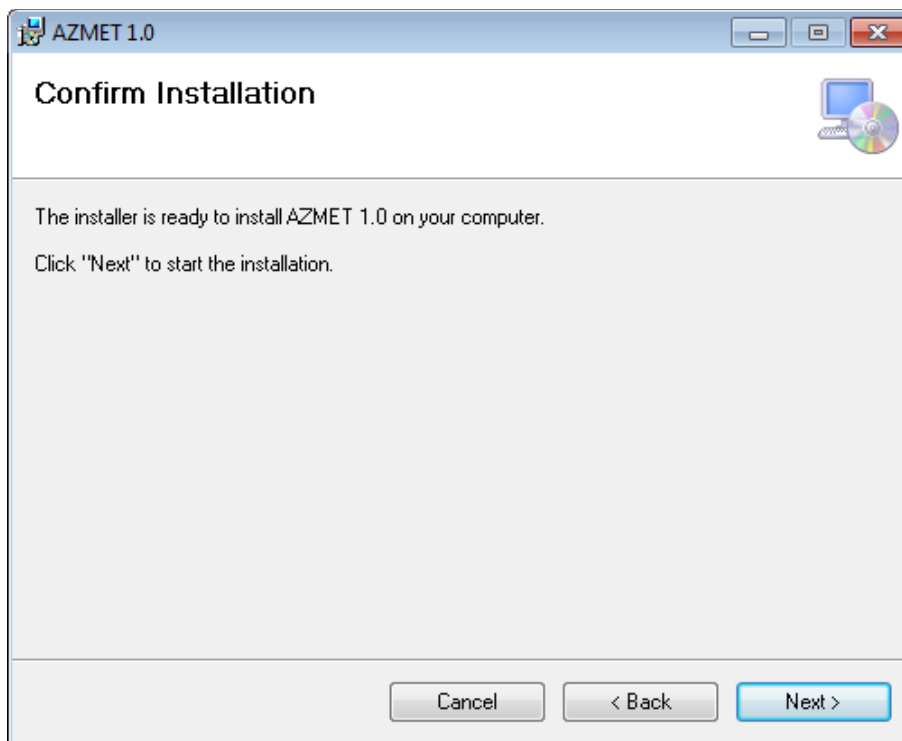 AZMET 1.0
Confirm Installation
The installer is ready to install AZMET 1.0 on your computer.
Click "Next" to start the installation.
Cancel
< Back
Next >